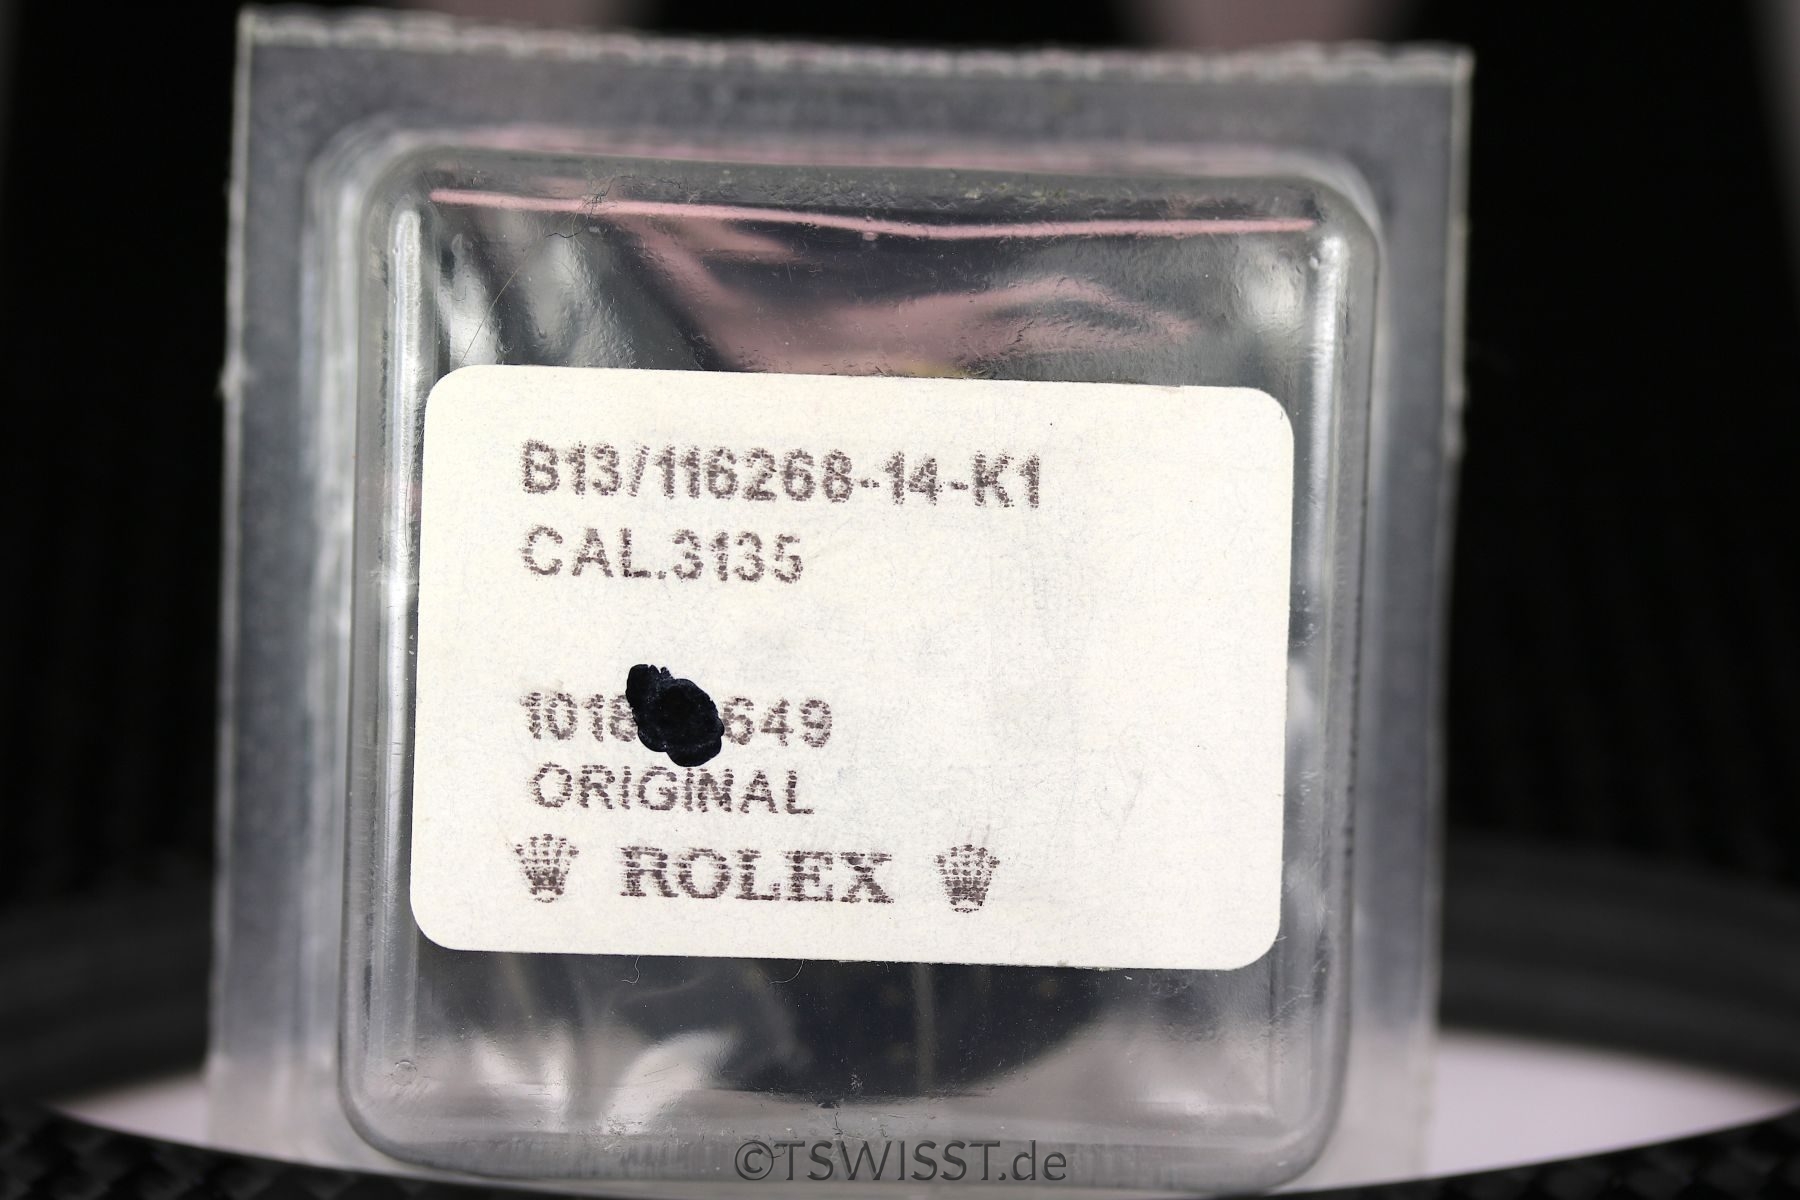 B13/116268-14-K1
CAL.3135
ORIGINAL
ROLEX
©TSWISST.de